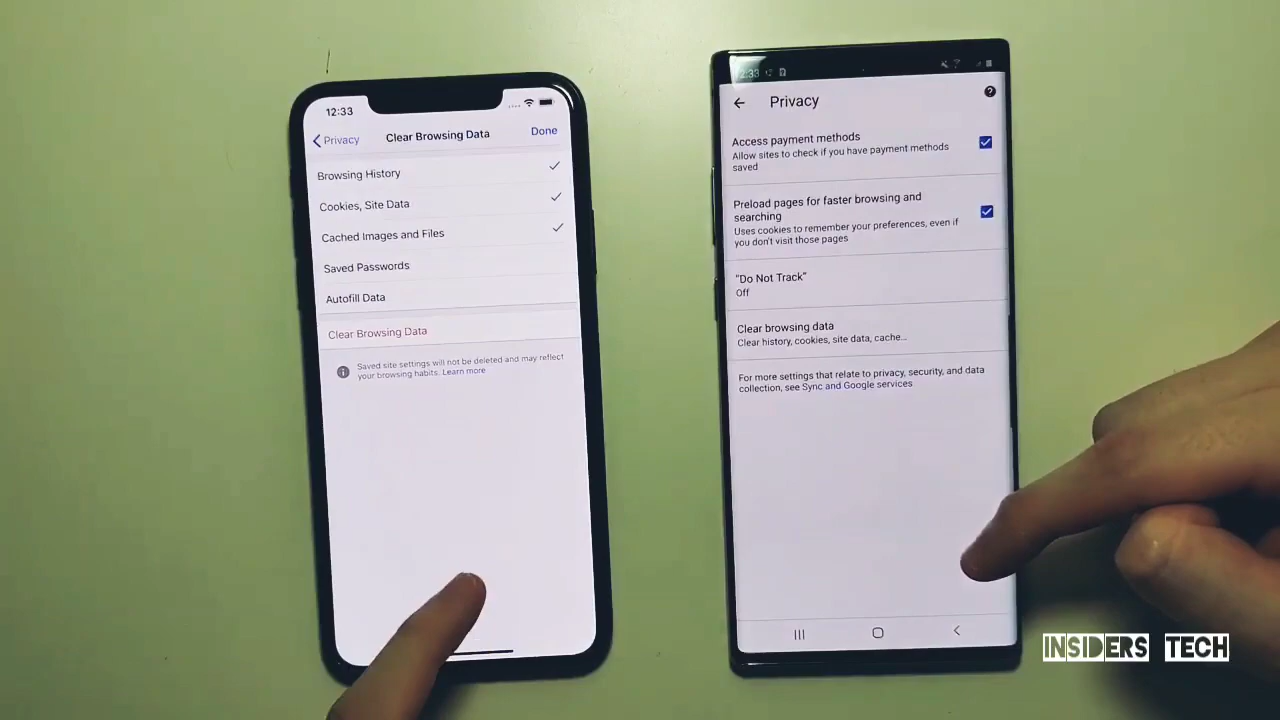 12:33
Privacy
Clear Browsing Data
Done
Browsing History
Cookies, Site Data
Cached Images and Files
Saved Passwords
Autofill Data
Clear Browsing Data
Saved site settings will not be deleted and may reflect
your browsing habits. Learn more
2:33
Privacy
Access payment methods
Allow sites to check if you have payment methods
saved
Preload pages for faster browsing and
searching
Uses cookies to remember your preferences, even if
you don't visit those pages
"Do Not Track"
Off
Clear browsing data
Clear history, cookies, site data, cache...
For more settings that relate to privacy, security, and data
collection, see Sync and Google services
INSIDERS TECH